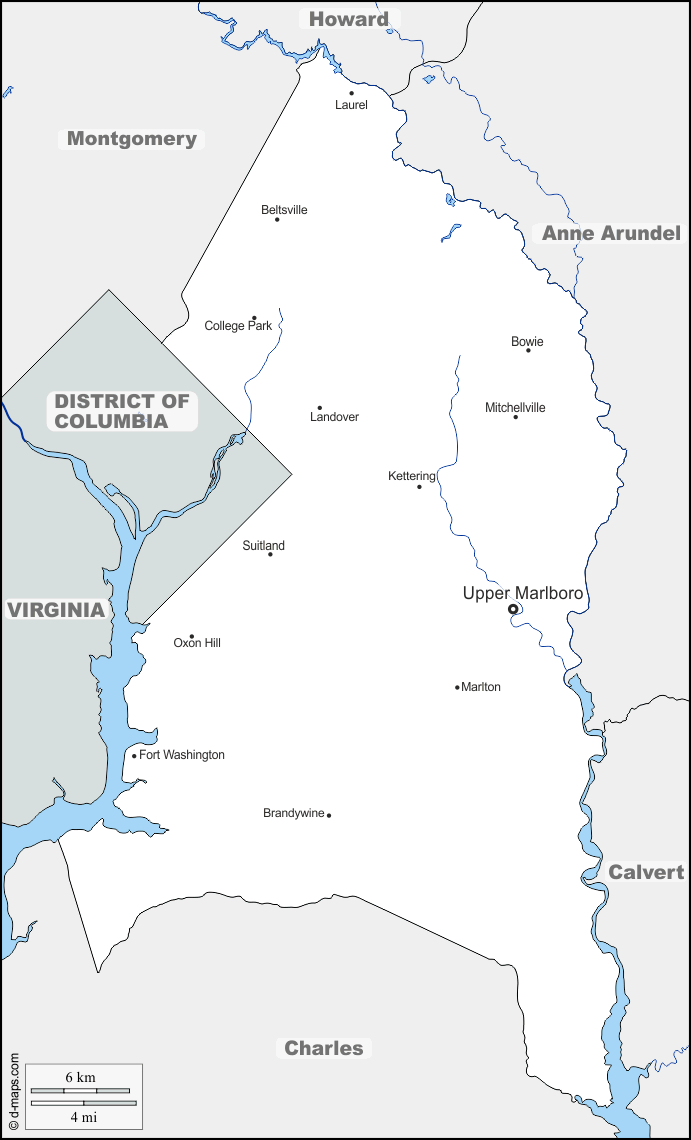 Howard
Laurel
Montgomery
Beltsville
Anne Arundel
College Park
Bowie
DISTRICT OF
COLUMBIA
Mitchellville
Landover
Kettering
Suitland
Upper Marlboro
VIRGINIA
Oxon Hill
Marlton
Fort Washington
Brandywine
Calvert
Charles
6 km
4 mi
© d-maps.com